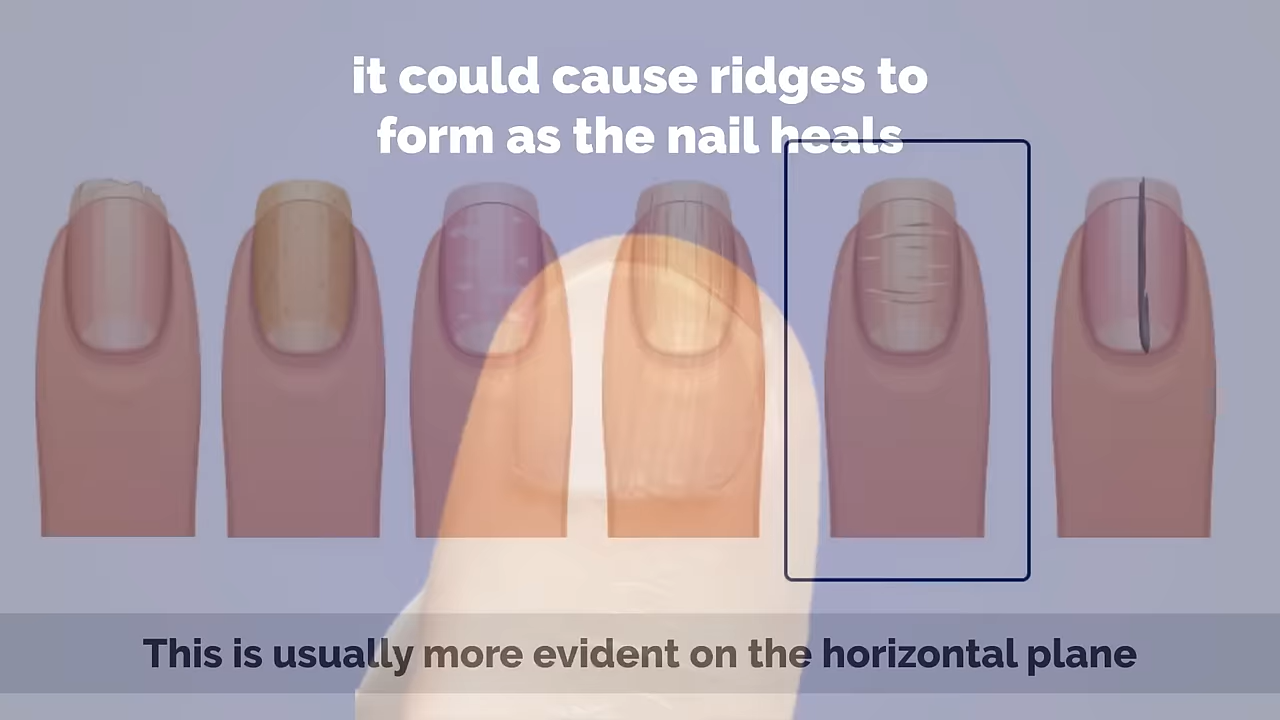 it could cause ridges to
form as the nail heals
This is usually more evident on the horizontal plane